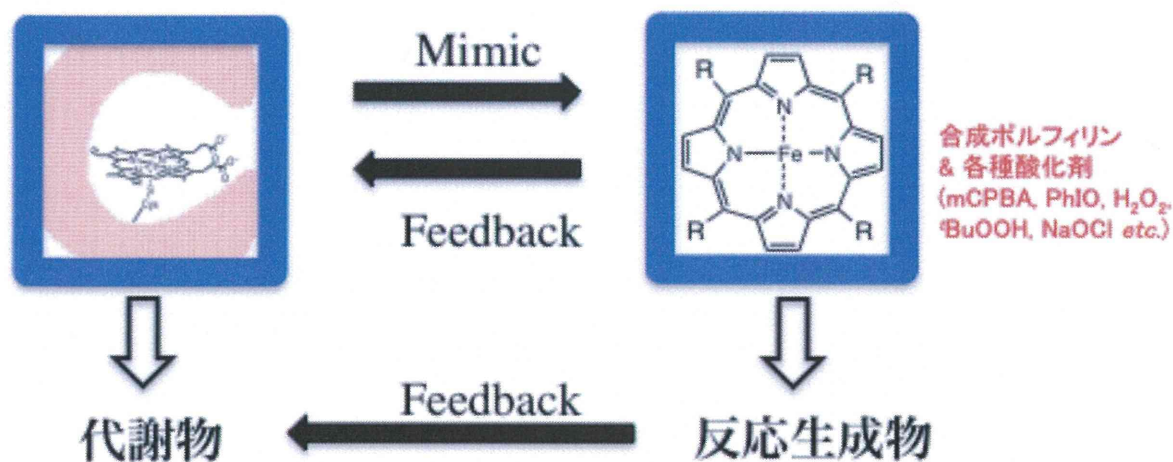 Mimic
Feedback
R
R
N
N
Fe
N
N
R
R
合成ポルフィリン
& 各種酸化剤
(mCPBA, PhIO, H₂O₂,
ᵗBuOOH, NaOCl etc.)
Feedback
代謝物
反応生成物